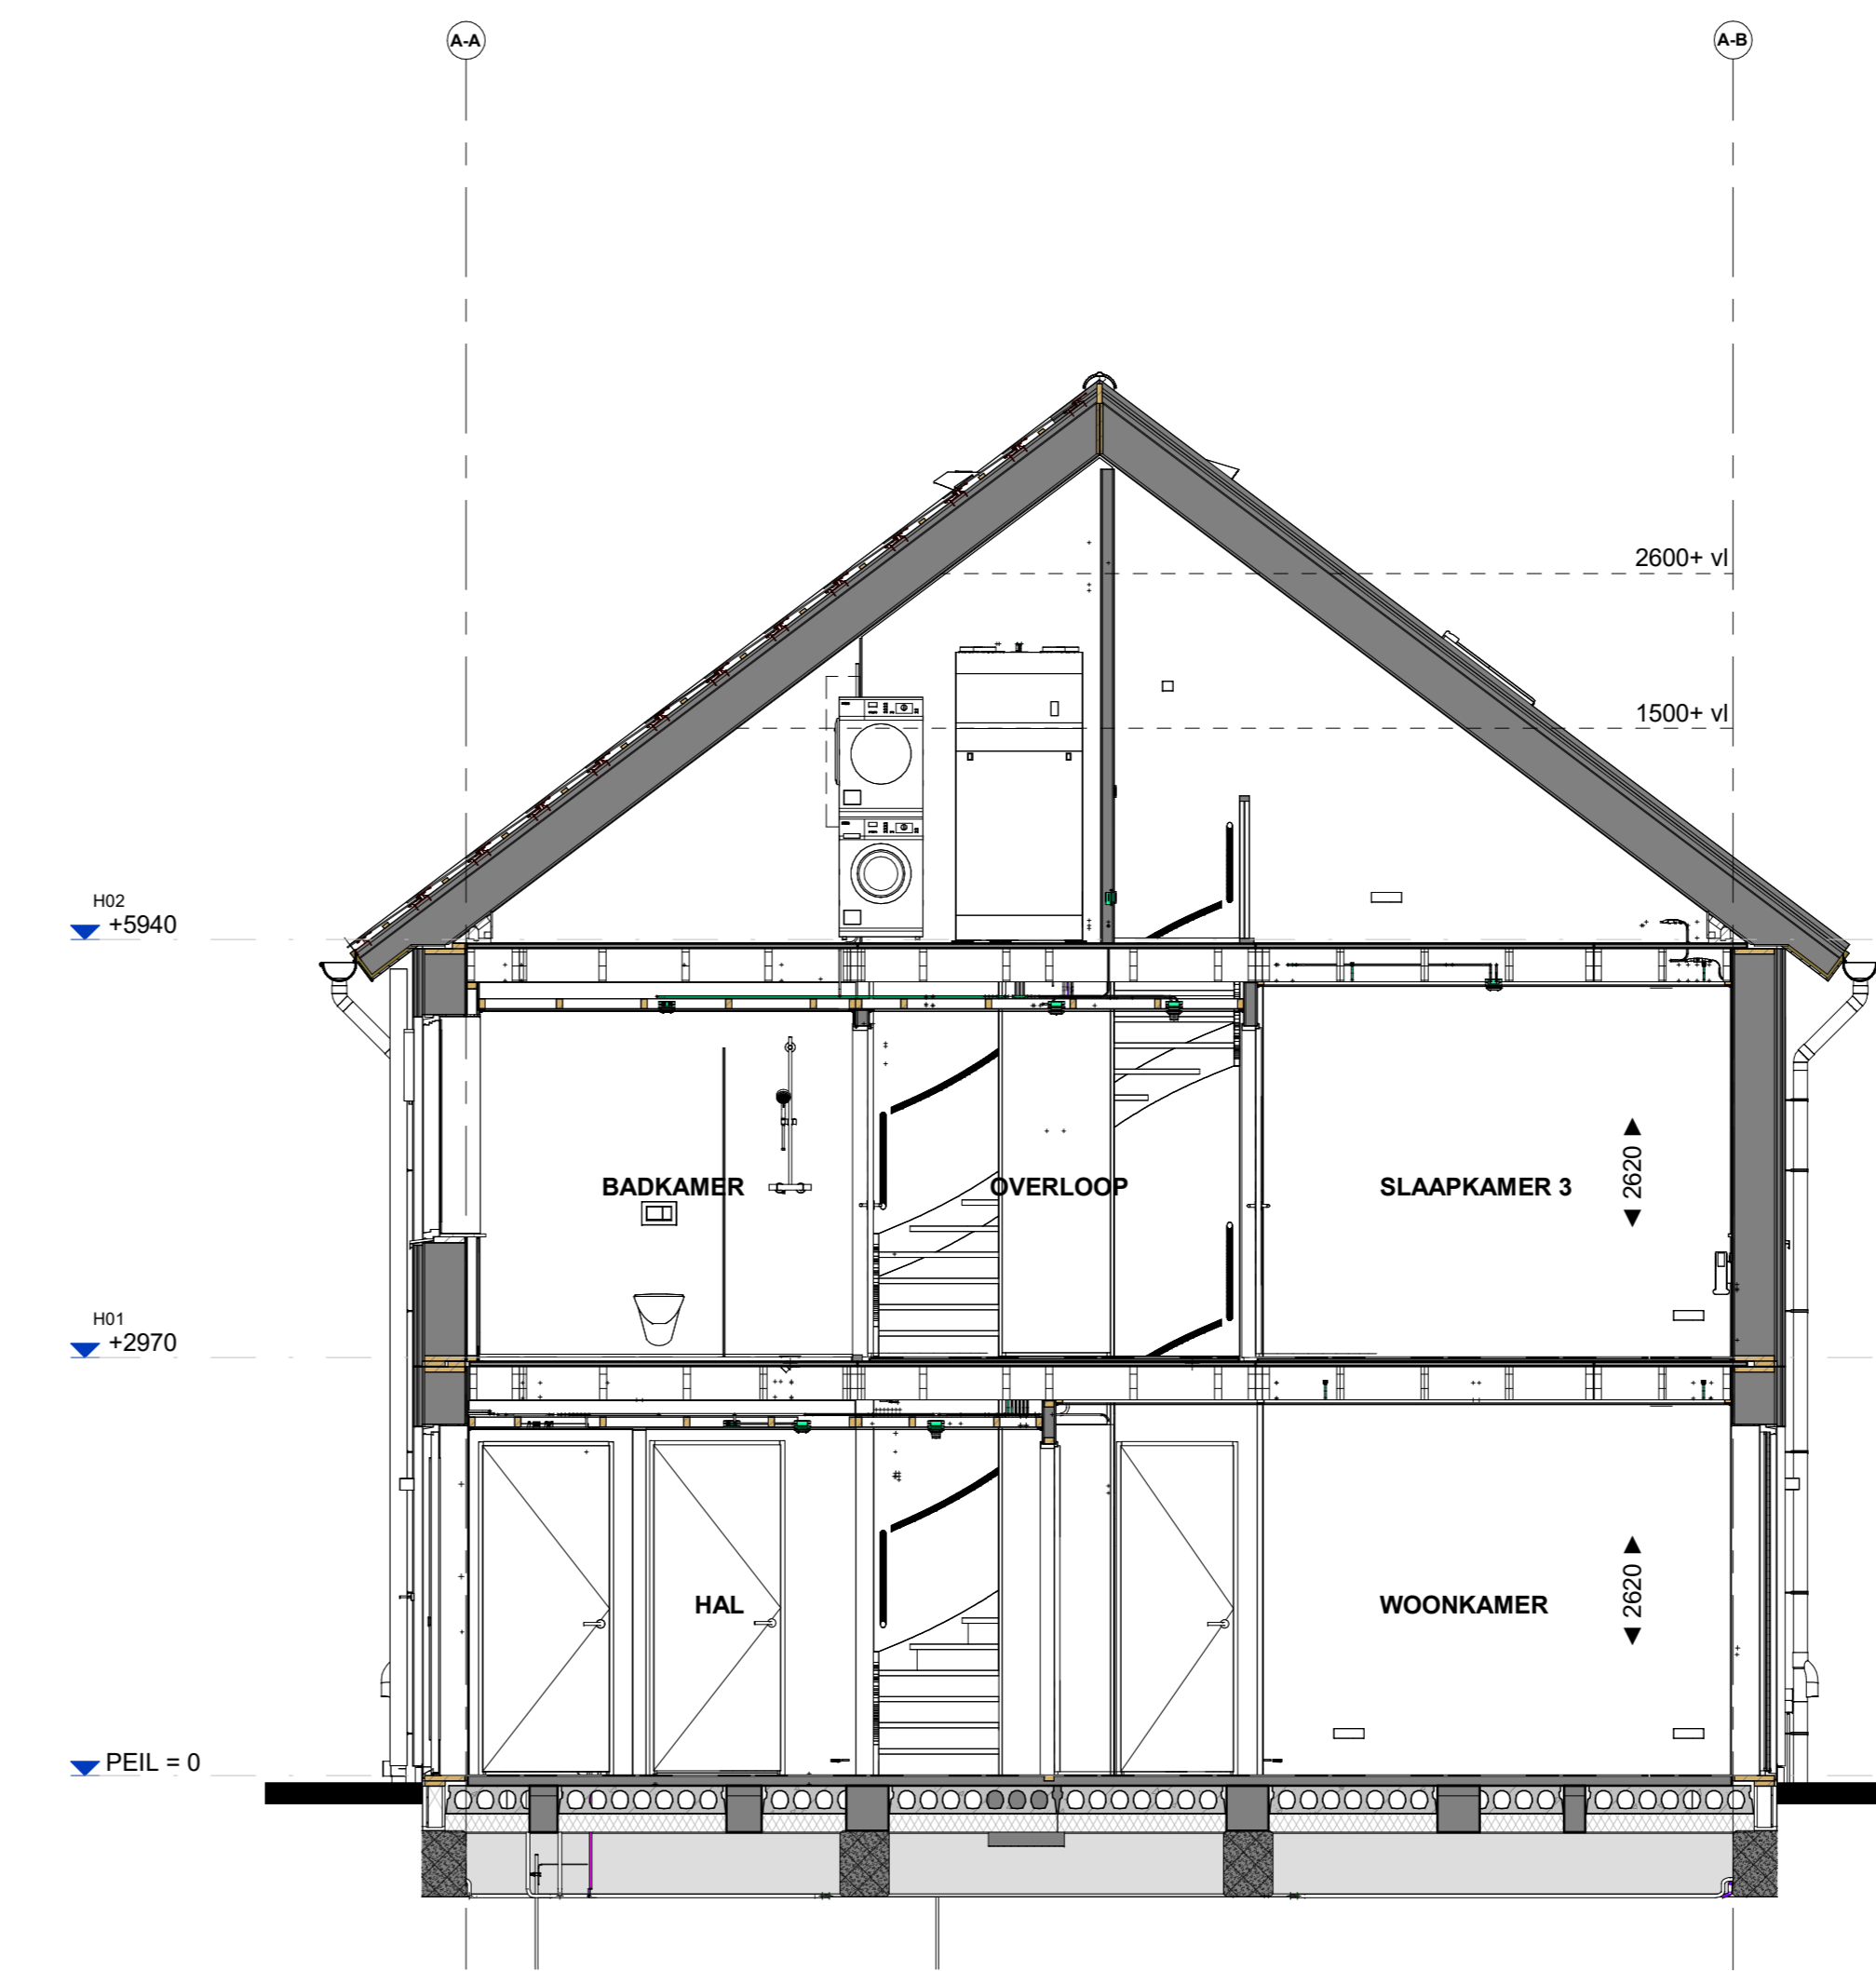 A-A
A-B
2600+ vl
1500+ vl
H02
+5940
BADKAMER
OVERLOOP
SLAAPKAMER 3
2620
H01
+2970
HAL
WOONKAMER
2620
PEIL = 0